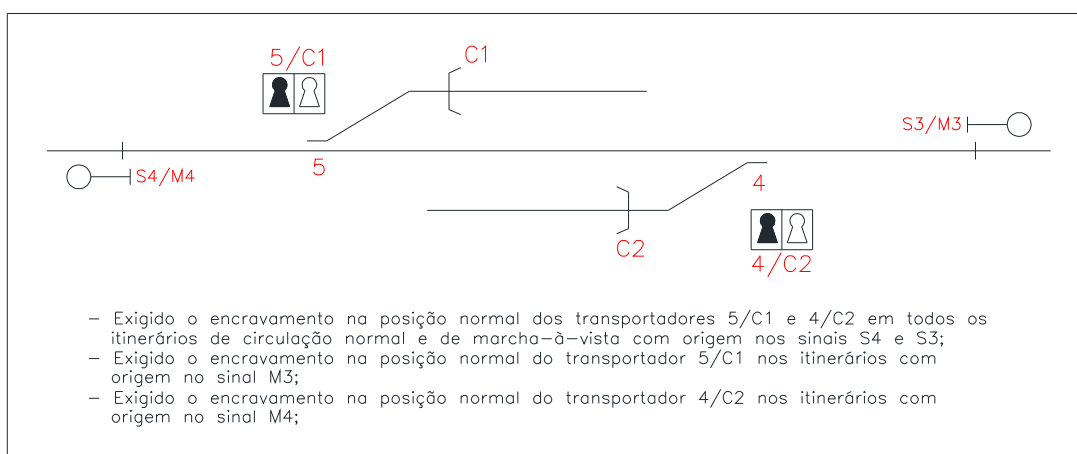 5/C1
C1
S3/M3
S4/M4
5
4
C2
4/C2
– Exigido o encravamento na posição normal dos transportadores 5/C1 e 4/C2 em todos os
itinerários de circulação normal e de marcha-à-vista com origem nos sinais S4 e S3;
– Exigido o encravamento na posição normal do transportador 5/C1 nos itinerários com
origem no sinal M3;
– Exigido o encravamento na posição normal do transportador 4/C2 nos itinerários com
origem no sinal M4;